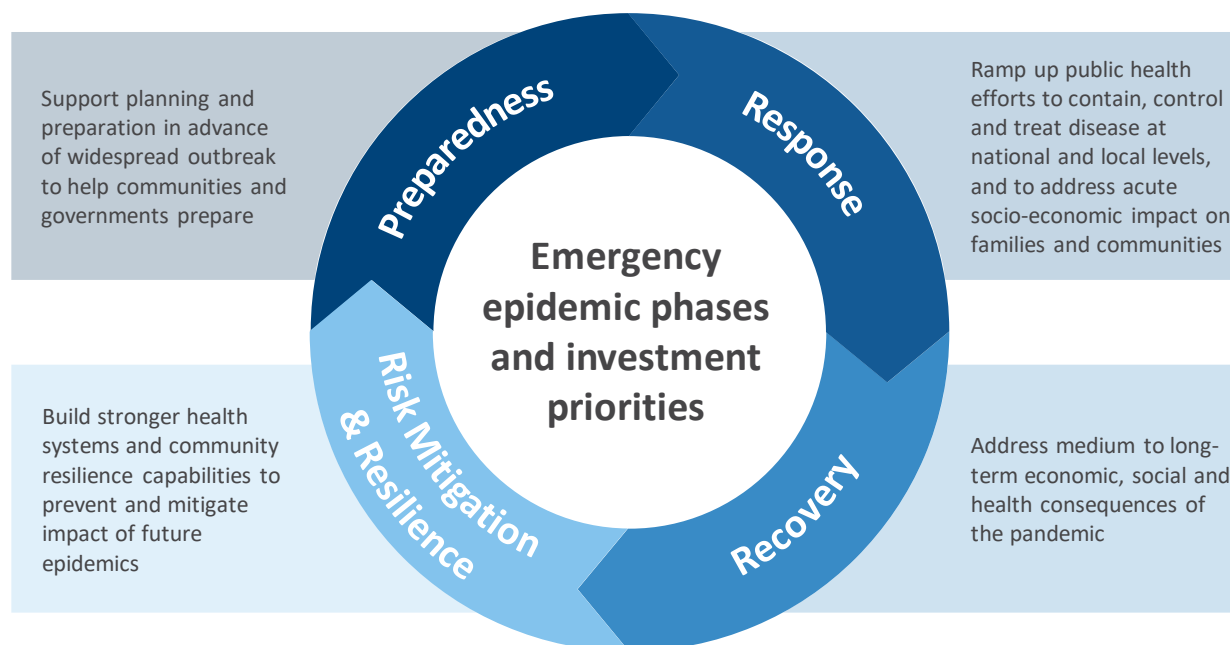 Support planning and
preparation in advance
of widespread outbreak
to help communities and
governments prepare
Preparedness
Response
Ramp up public health
efforts to contain, control
and treat disease at
national and local levels,
and to address acute
socio-economic impact on
families and communities
Emergency
epidemic phases
and investment
priorities
Build stronger health
systems and community
resilience capabilities to
prevent and mitigate
impact of future
epidemics
Risk Mitigation
& Resilience
Recovery
Address medium to long-
term economic, social and
health consequences of
the pandemic